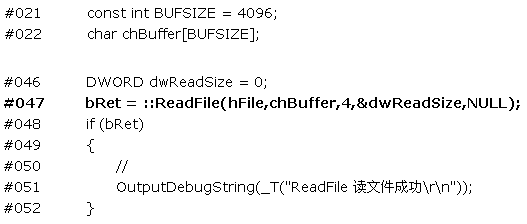 #021 const int BUFSIZE = 4096;
#022 char chBuffer[BUFSIZE];
#046 DWORD dwReadSize = 0;
#047 bRet = ::ReadFile(hFile,chBuffer,4,&dwReadSize,NULL);
#048 if (bRet)
#049 {
#050 //
#051 OutputDebugString(_T("ReadFile 读文件成功\r\n"));
#052 }